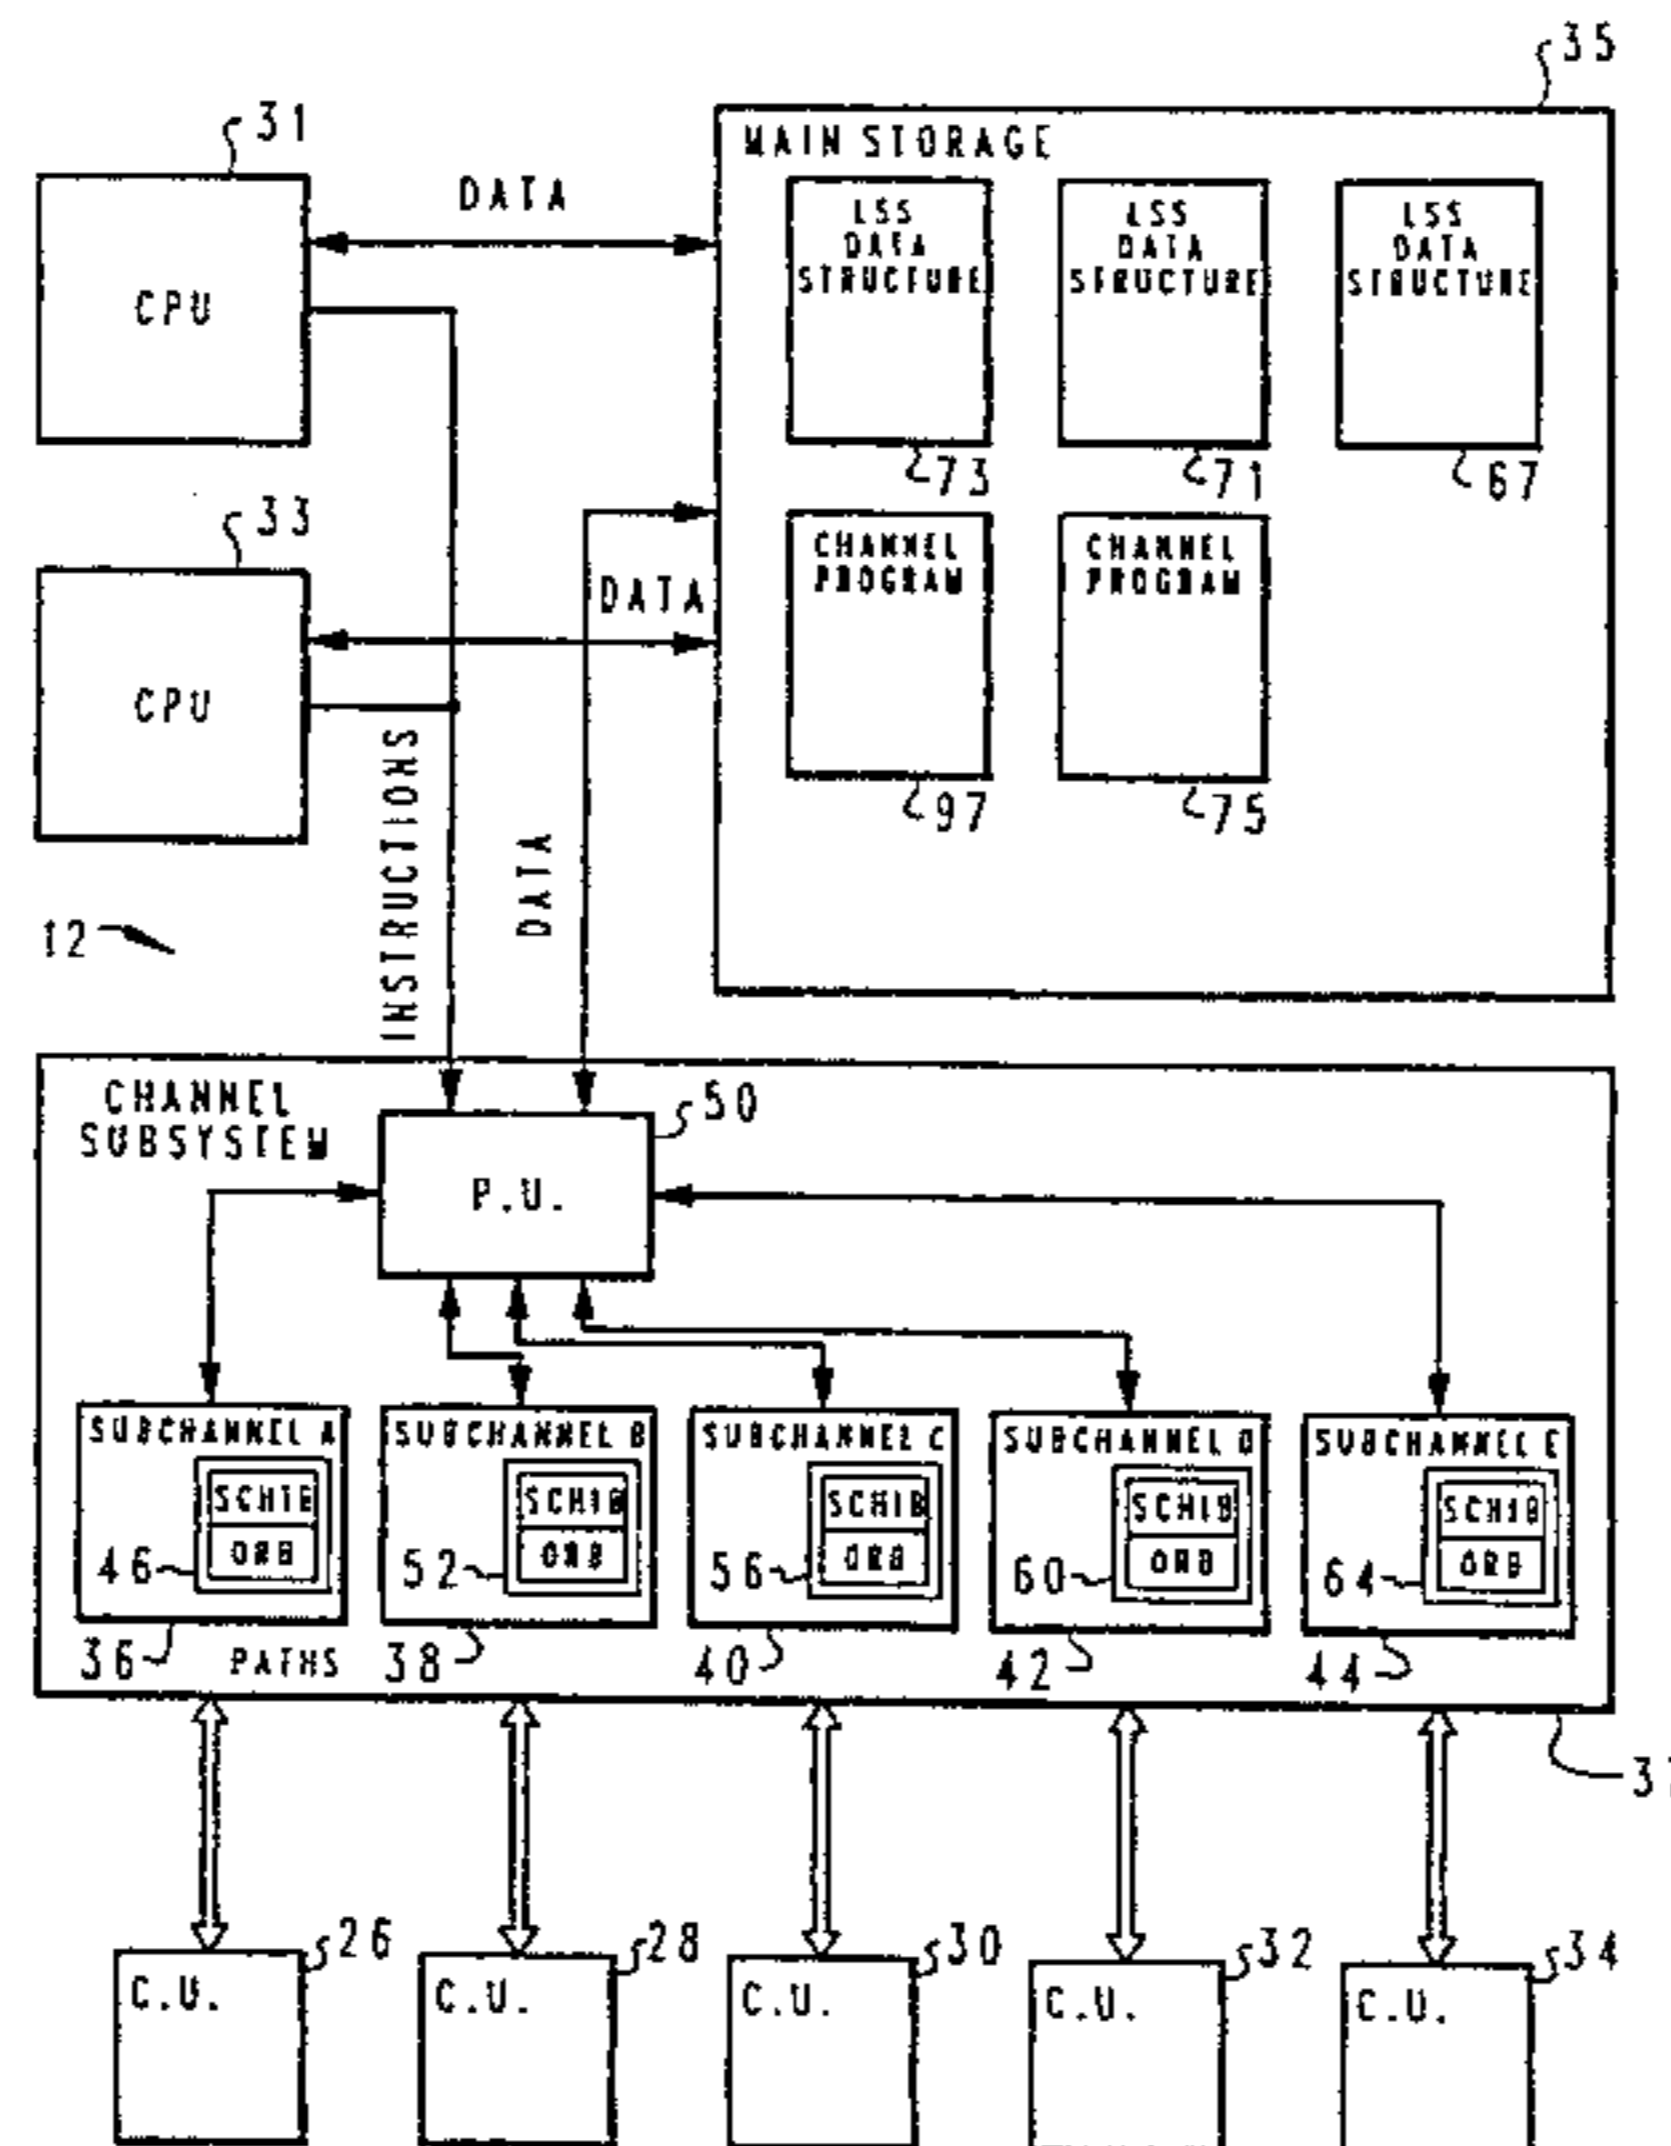 35
31
MAIN STORAGE
DATA
LSS
DATA
STRUCTURE
LSS
DATA
STRUCTURE
LSS
DATA
STRUCTURE
CPU
73
71
67
33
CHANNEL
PROGRAM
CHANNEL
PROGRAM
DATA
CPU
97
75
INSTRUCTIONS
DATA
12
CHANNEL
SUBSYSTEM
50
P.U.
SUBCHANNEL A
SUBCHANNEL B
SUBCHANNEL C
SUBCHANNEL D
SUBCHANNEL E
SCHIB
SCHIB
SCHIB
SCHIB
SCHIB
46
ORB
52
ORB
56
ORB
60
ORB
64
ORB
36
PATHS
38
40
42
44
26
28
30
32
34
C.U.
C.U.
C.U.
C.U.
C.U.